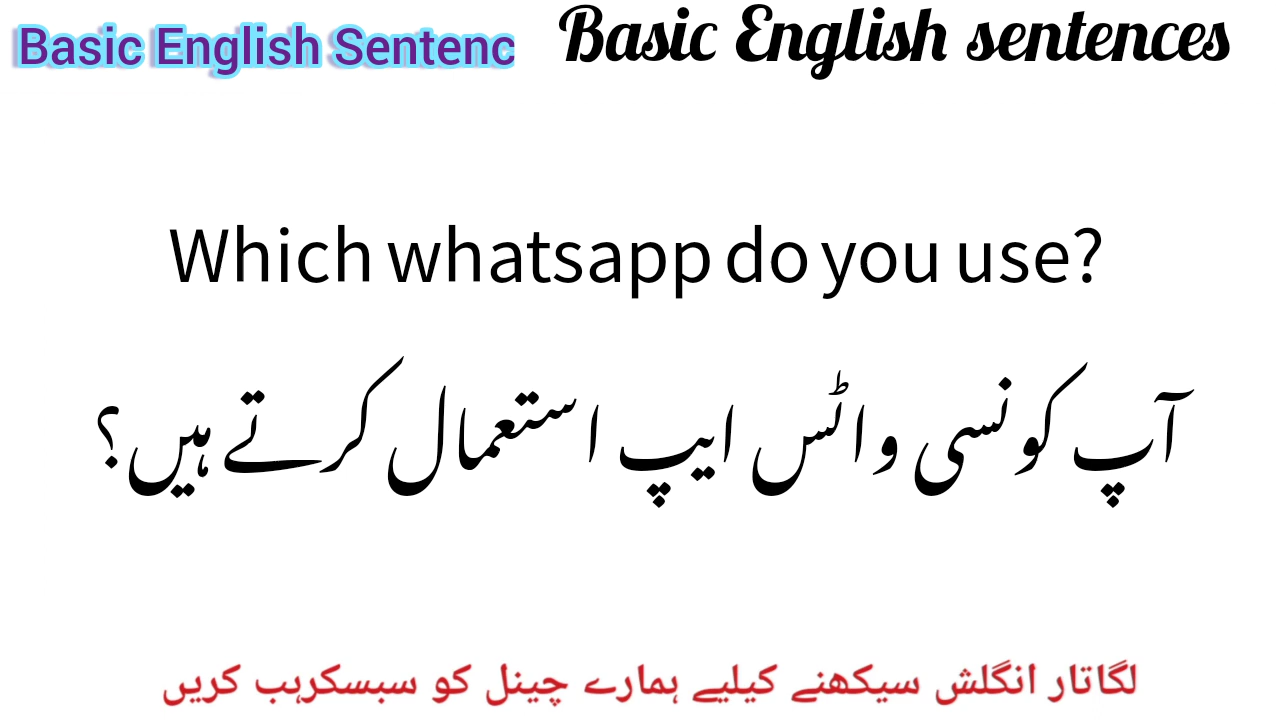 Basic English Sentenc
Basic English sentences
Which whatsapp do you use?
آپ کونسی واٹس ایپ استعمال کرتے ہیں؟
لگاتار انگلش سیکھنے کیلیے ہمارے چینل کو سبسکرہب کریں